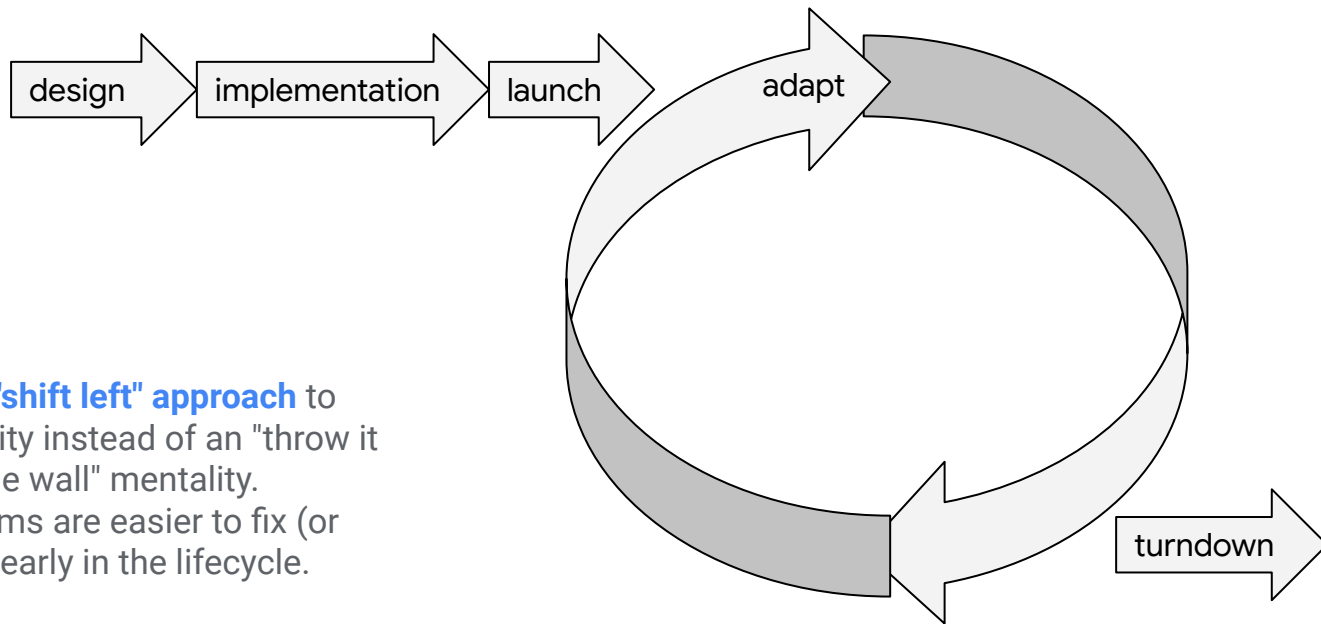 design
implementation
launch
adapt
"shift left" approach to
ity instead of an "throw it
e wall" mentality.
ms are easier to fix (or
early in the lifecycle.
turndown